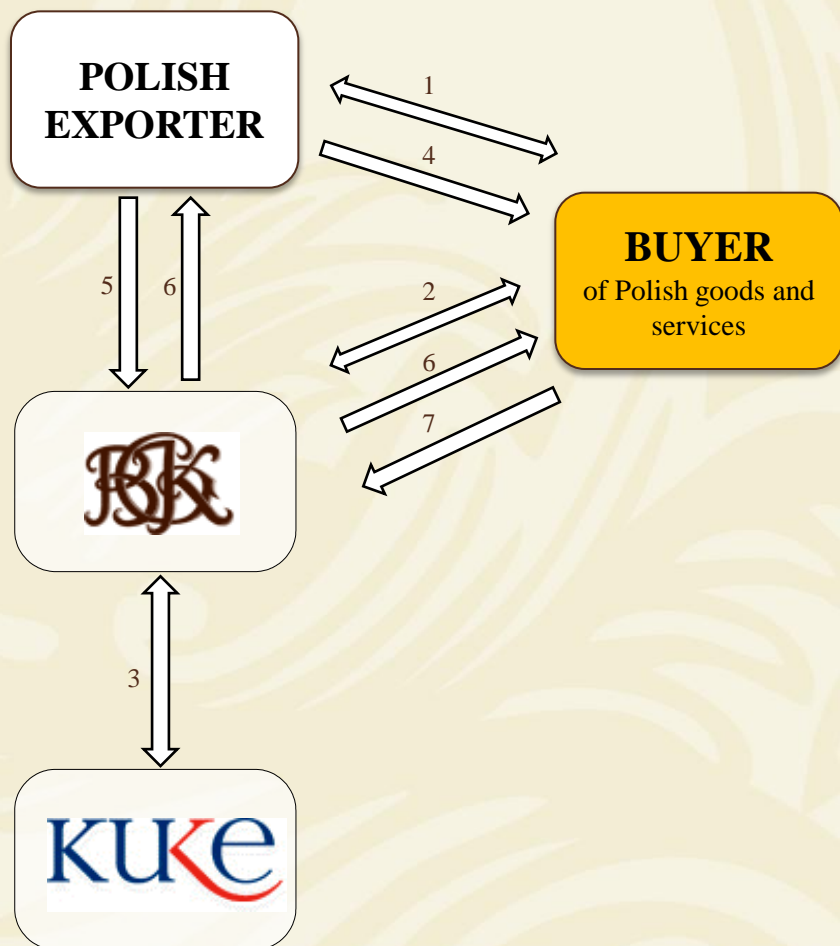 POLISH
EXPORTER
1
4
BUYER
of Polish goods and
services
5
6
2
6
7
BGK
3
KUKE